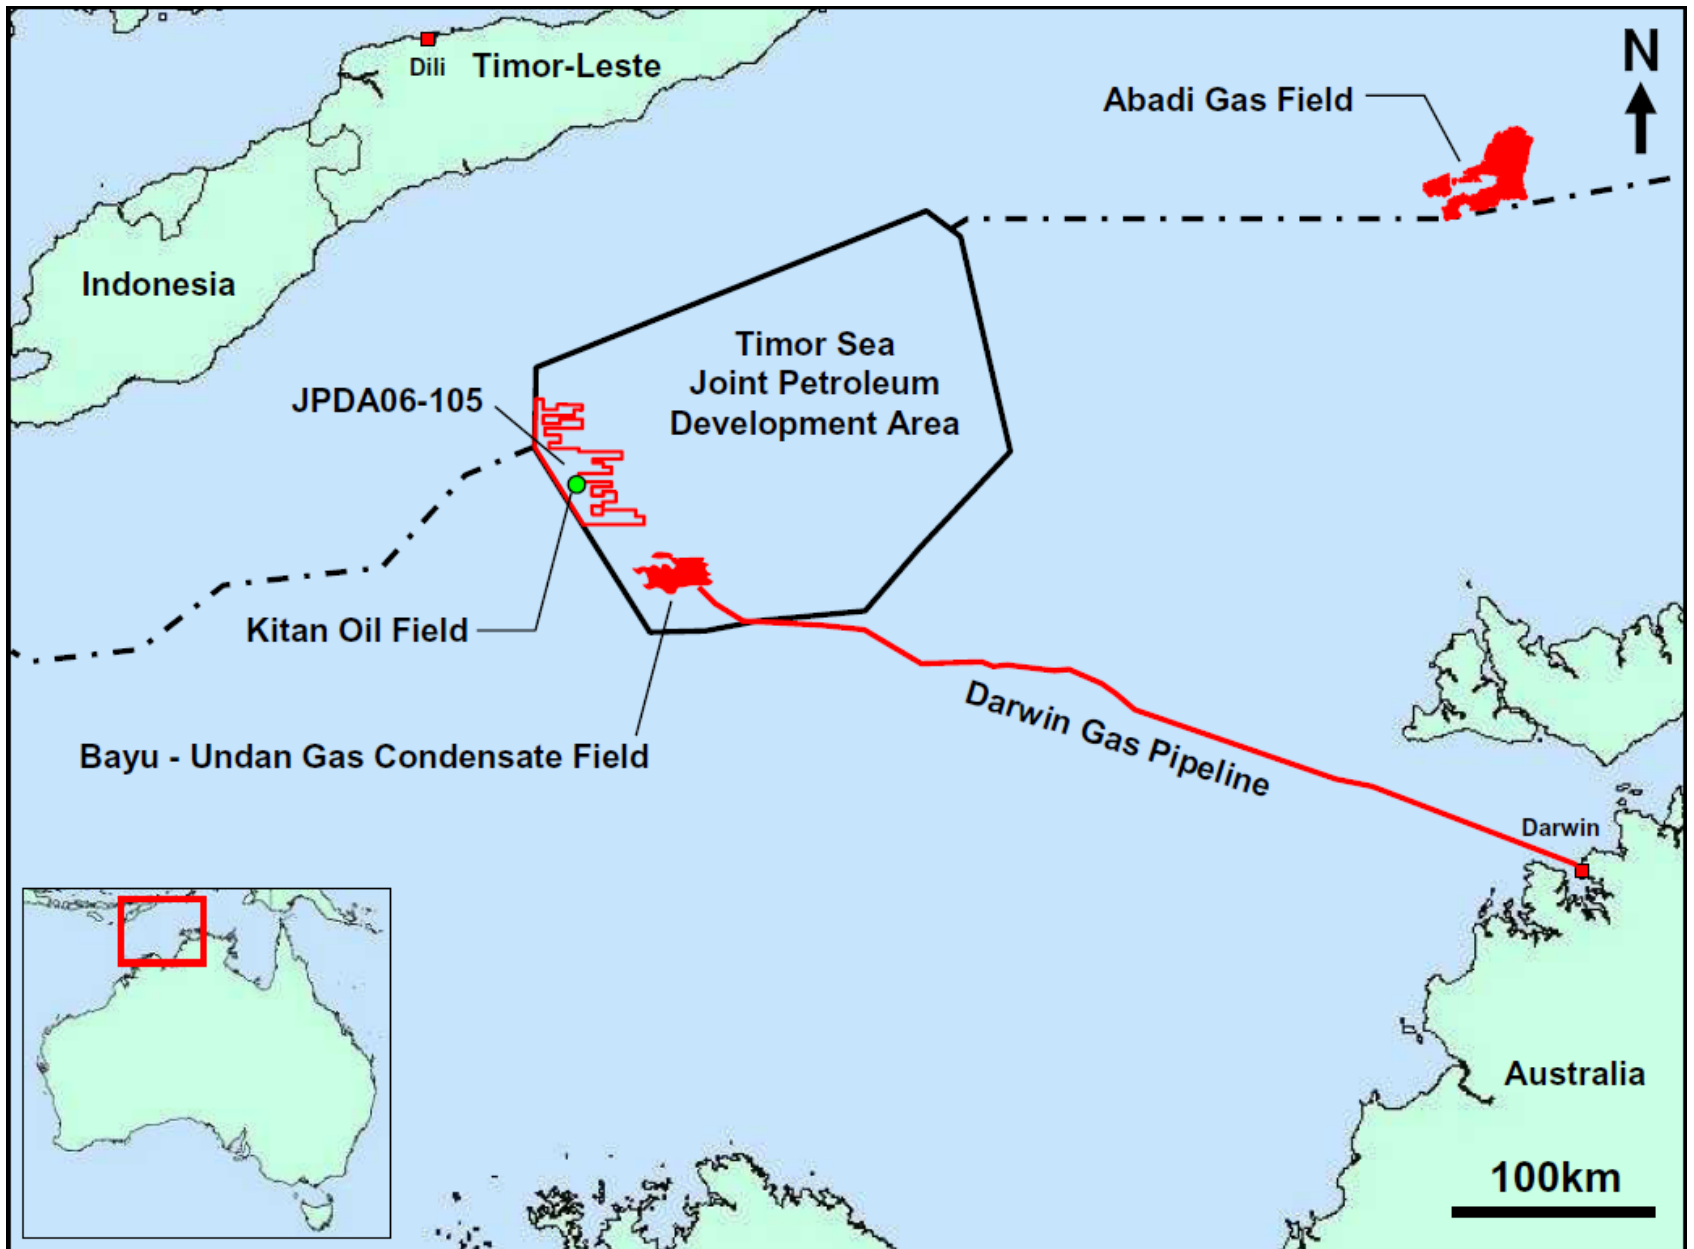 N
Dili
Timor-Leste
Abadi Gas Field
Indonesia
Timor Sea
Joint Petroleum
Development Area
JPDA06-105
Kitan Oil Field
Bayu - Undan Gas Condensate Field
Darwin Gas Pipeline
Darwin
Australia
100km